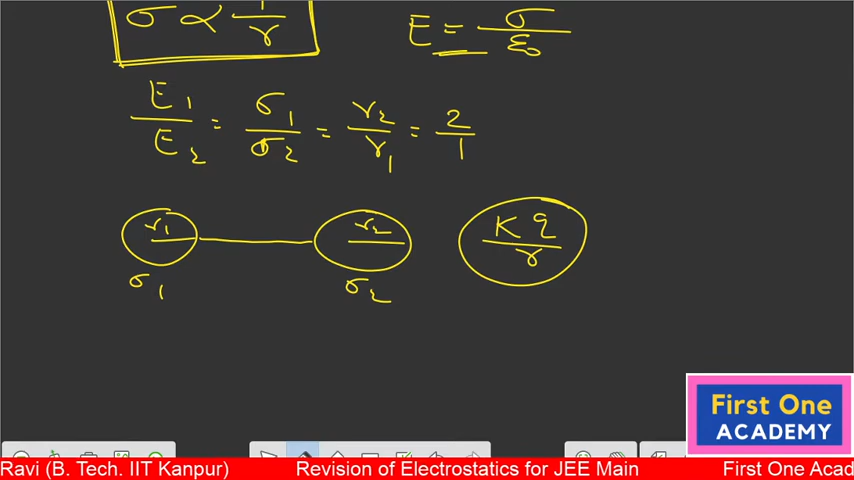 σ ∝ 1/r
E = σ/ε₀
E₁/E₂ = σ₁/σ₂ = r₂/r₁ = 2/1
r₁ r₂ Kq/r
σ₁ σ₂
First One
ACADEMY
Ravi (B. Tech. IIT Kanpur) Revision of Electrostatics for JEE Main First One Acad